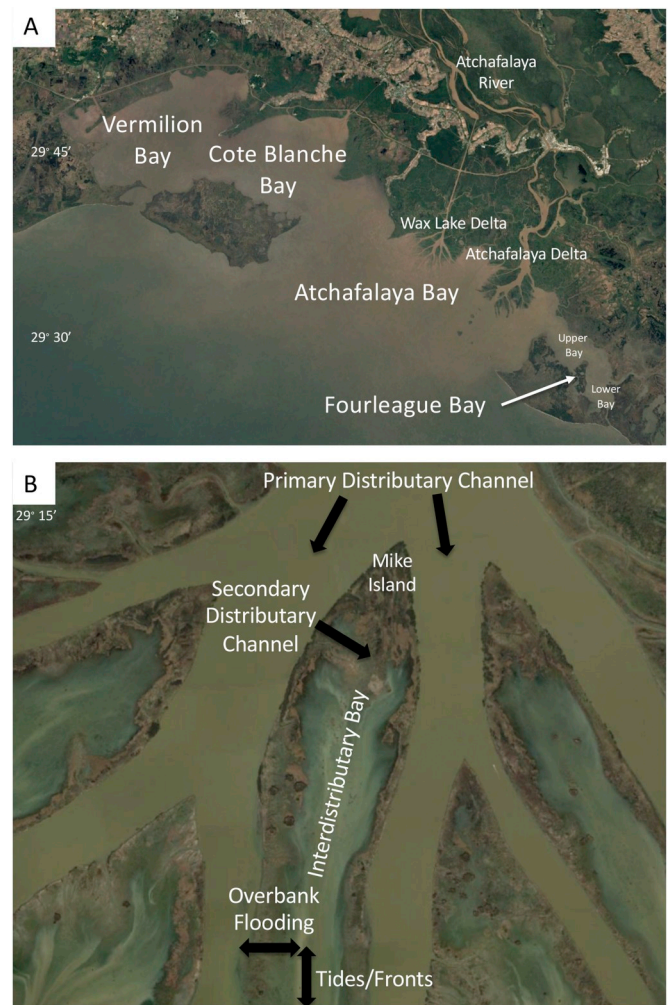 A
Atchafalaya
River
Vermilion
Bay
29° 45'
Cote Blanche
Bay
Wax Lake Delta
Atchafalaya Delta
Atchafalaya Bay
29° 30'
Upper
Bay
Fourleague Bay
Lower
Bay
B
Primary Distributary Channel
29° 15'
Mike
Island
Secondary
Distributary
Channel
Interdistributary Bay
Overbank
Flooding
Tides/Fronts